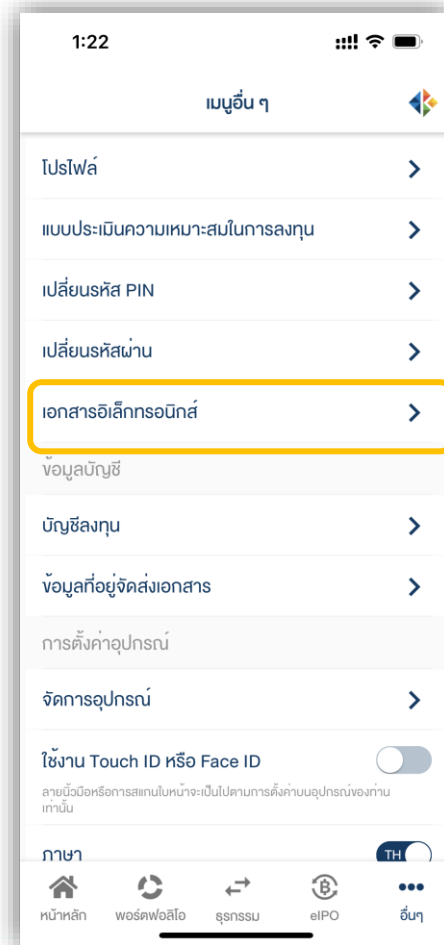 1:22
เมนูอื่น ๆ
โปรไฟล์
แบบประเมินความเหมาะสมในการลงทุน
เปลี่ยนรหัส PIN
เปลี่ยนรหัสผ่าน
เอกสารอิเล็กทรอนิกส์
ข้อมูลบัญชี
บัญชีลงทุน
ข้อมูลที่อยู่จัดส่งเอกสาร
การตั้งค่าอุปกรณ์
จัดการอุปกรณ์
ใช้งาน Touch ID หรือ Face ID
ลายนิ้วมือหรือการสแกนใบหน้าจะเป็นไปตามการตั้งค่าบนอุปกรณ์ของท่าน
เท่านั้น
ภาษา TH
หน้าหลัก พอร์ตฟอลิโอ ธุรกรรม eIPO อื่นๆ